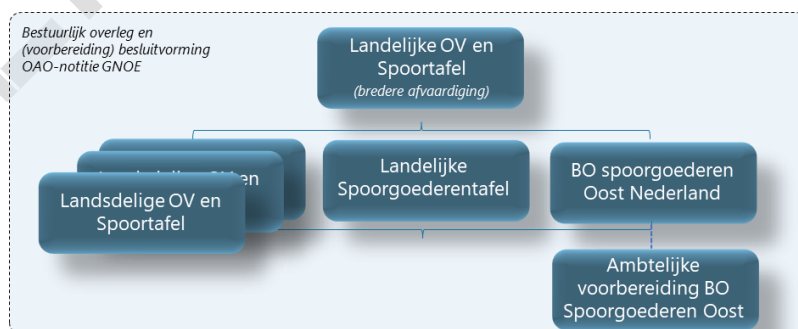 Bestuurlijk overleg en
(voorbereiding) besluitvorming
OAO-notitie GNOE
Landelijke OV en
Spoortafel
(bredere afvaardiging)
Landsdelige OV en
Spoortafel
Landelijke
Spoorgoederentafel
BO spoorgoederen
Oost Nederland
Ambtelijke
voorbereiding BO
Spoorgoederen Oost